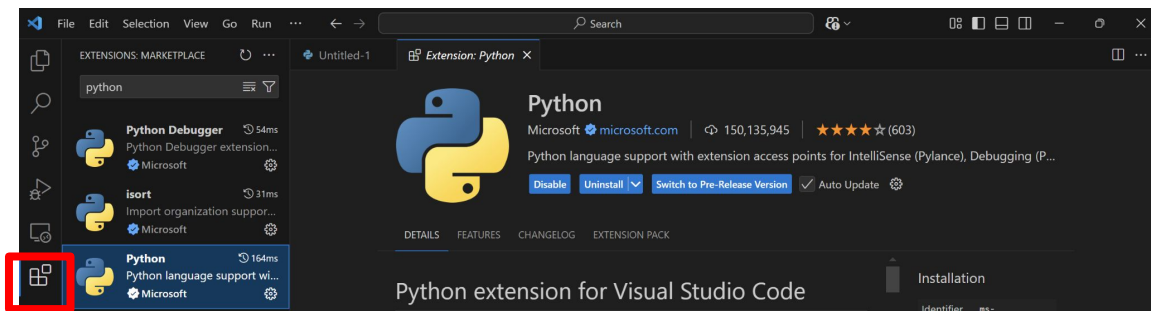 File Edit Selection View Go Run ··· Search
EXTENSIONS: MARKETPLACE ···
python
Python Debugger 54ms
Python Debugger extension...
Microsoft
isort 31ms
Import organization suppor...
Microsoft
Python 164ms
Python language support wi...
Microsoft
Untitled-1 Extension: Python
Python
Microsoft microsoft.com | 150,135,945 | (603)
Python language support with extension access points for IntelliSense (Pylance), Debugging (P...
Disable Uninstall Switch to Pre-Release Version Auto Update
DETAILS FEATURES CHANGELOG EXTENSION PACK
Python extension for Visual Studio Code
Installation
Identifier ms-